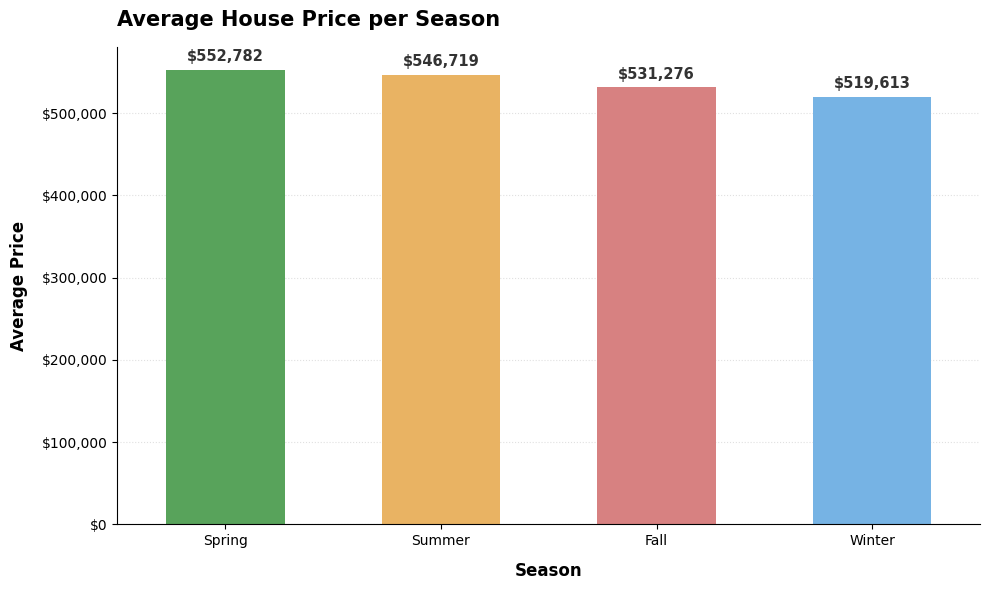 Average House Price per Season
$552,782
$546,719
$531,276
$519,613
$500,000
$400,000
$300,000
$200,000
$100,000
$0
Average Price
Spring
Summer
Fall
Winter
Season